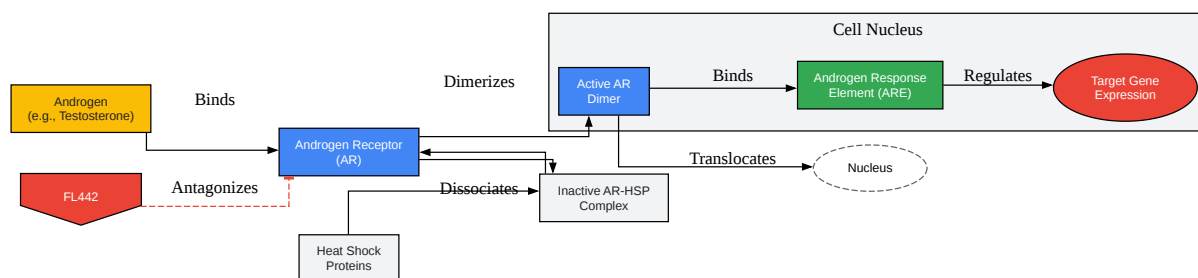 Cell Nucleus
Androgen
(e.g., Testosterone)
Binds
Dimerizes
Active AR
Dimer
Binds
Androgen Response
Element (ARE)
Regulates
Target Gene
Expression
Androgen Receptor
(AR)
FL442
Antagonizes
Dissociates
Inactive AR-HSP
Complex
Translocates
Nucleus
Heat Shock
Proteins